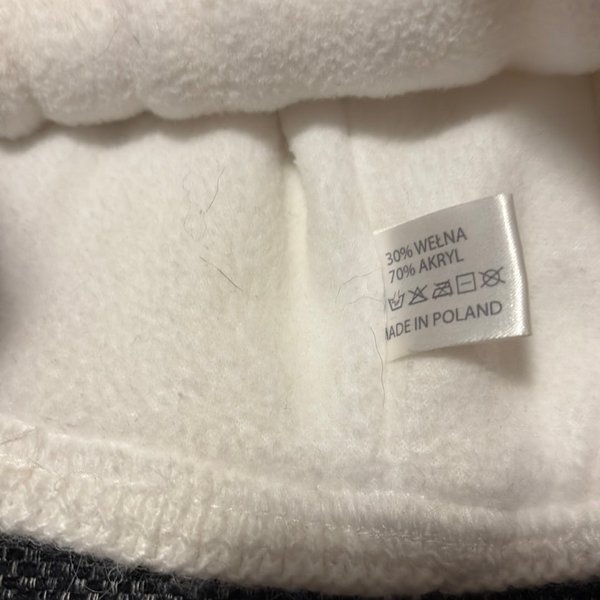 30% WEŁNA
70% AKRYL
MADE IN POLAND